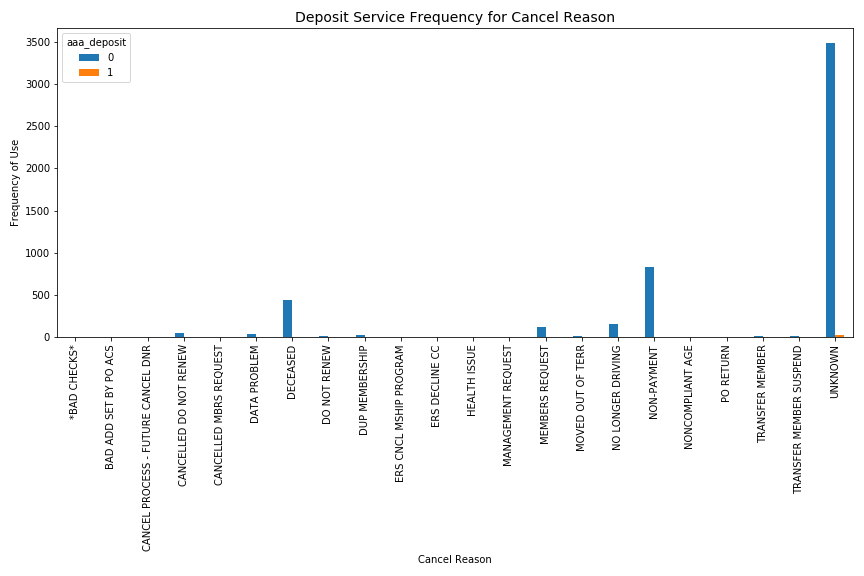 Deposit Service Frequency for Cancel Reason
aaa_deposit
0
1
3500
3000
2500
2000
1500
1000
500
0
Frequency of Use
*BAD CHECKS*
BAD ADD SET BY PO ACS
CANCEL PROCESS - FUTURE CANCEL DNR
CANCELLED DO NOT RENEW
CANCELLED MBRS REQUEST
DATA PROBLEM
DECEASED
DO NOT RENEW
DUP MEMBERSHIP
ERS CNCL MSHIP PROGRAM
ERS DECLINE CC
HEALTH ISSUE
MANAGEMENT REQUEST
MEMBERS REQUEST
MOVED OUT OF TERR
NO LONGER DRIVING
NON-PAYMENT
NONCOMPLIANT AGE
PO RETURN
TRANSFER MEMBER
TRANSFER MEMBER SUSPEND
UNKNOWN
Cancel Reason